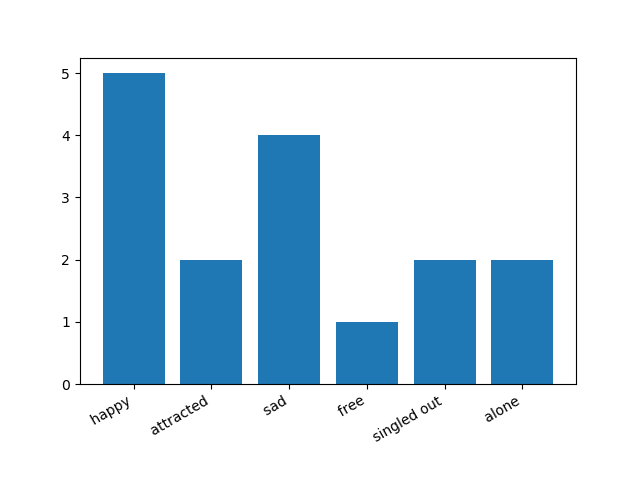 5
4
3
2
1
0
happy
attracted
sad
free
singled out
alone